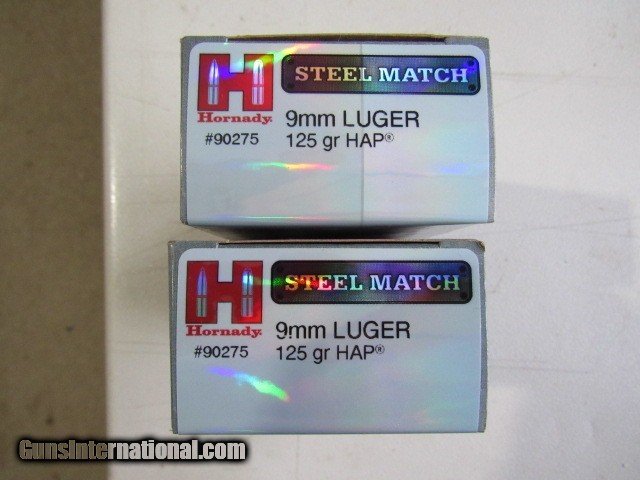 H
STEEL MATCH
Hornady®
9mm LUGER
#90275
125 gr HAP®
H
STEEL MATCH
Hornady®
9mm LUGER
#90275
125 gr HAP®
GunsInternational.com